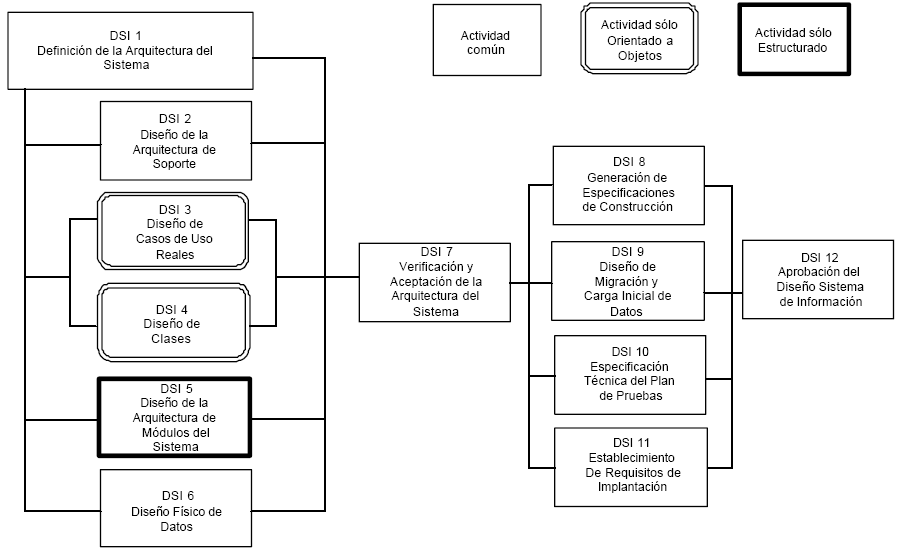 DSI 1
Definición de la Arquitectura del
Sistema
Actividad
común
Actividad sólo
Orientado a
Objetos
Actividad sólo
Estructurado
DSI 2
Diseño de la
Arquitectura de
Soporte
DSI 3
Diseño de
Casos de Uso
Reales
DSI 4
Diseño de
Clases
DSI 5
Diseño de la
Arquitectura de
Módulos del
Sistema
DSI 6
Diseño Físico de
Datos
DSI 7
Verificación y
Aceptación de la
Arquitectura del
Sistema
DSI 8
Generación de
Especificaciones
de Construcción
DSI 9
Diseño de
Migración y
Carga Inicial de
Datos
DSI 10
Especificación
Técnica del Plan
de Pruebas
DSI 11
Establecimiento
De Requisitos de
Implantación
DSI 12
Aprobación del
Diseño Sistema
de Información